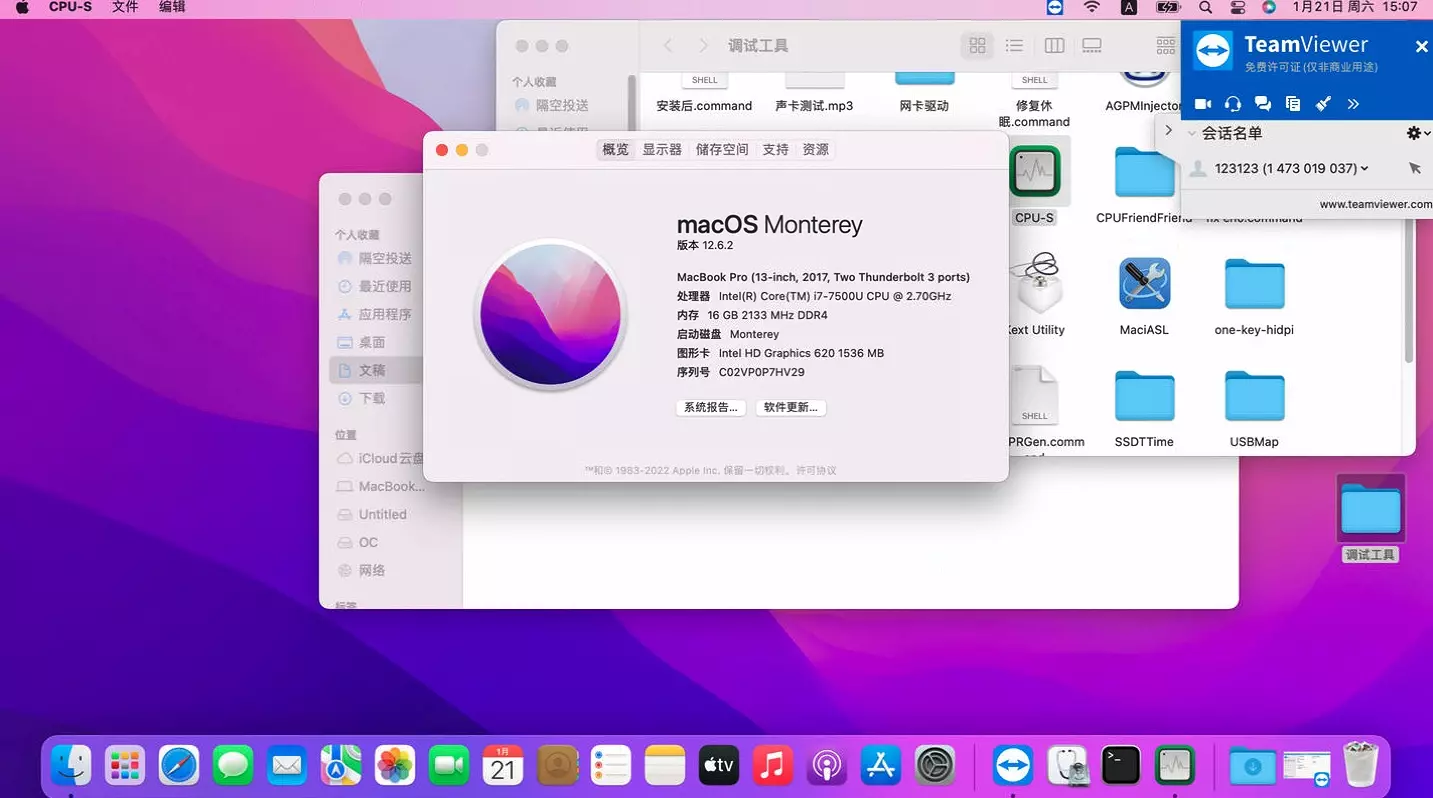 CPU-S 文件 编辑
A
1月21日 周六 15:07
调试工具
个人收藏
隔空投送
最近使用
SHELL
安装后.command
声卡测试.mp3
网卡驱动
SHELL
修复休
眠.command
AGPMInjector
CPU-S
CPUFriendFriend
fix cho.command
Kext Utility
MaciASL
one-key-hidpi
SHELL
PRGen.comm
and
SSDTTime
USBMap
TeamViewer
免费许可证(仅非商业用途)
会话名单
123123 (1 473 019 037)
www.teamviewer.com
概览 显示器 储存空间 支持 资源
macOS Monterey
版本 12.6.2
MacBook Pro (13-inch, 2017, Two Thunderbolt 3 ports)
处理器 Intel(R) Core(TM) i7-7500U CPU @ 2.70GHz
内存 16 GB 2133 MHz DDR4
启动磁盘 Monterey
图形卡 Intel HD Graphics 620 1536 MB
序列号 C02VP0P7HV29
系统报告... 软件更新...
™和© 1983-2022 Apple Inc. 保留一切权利。许可协议
个人收藏
隔空投送
最近使用
应用程序
桌面
文稿
下载
位置
iCloud云盘
MacBook...
Untitled
OC
网络
标签
调试工具
1月
21
tv